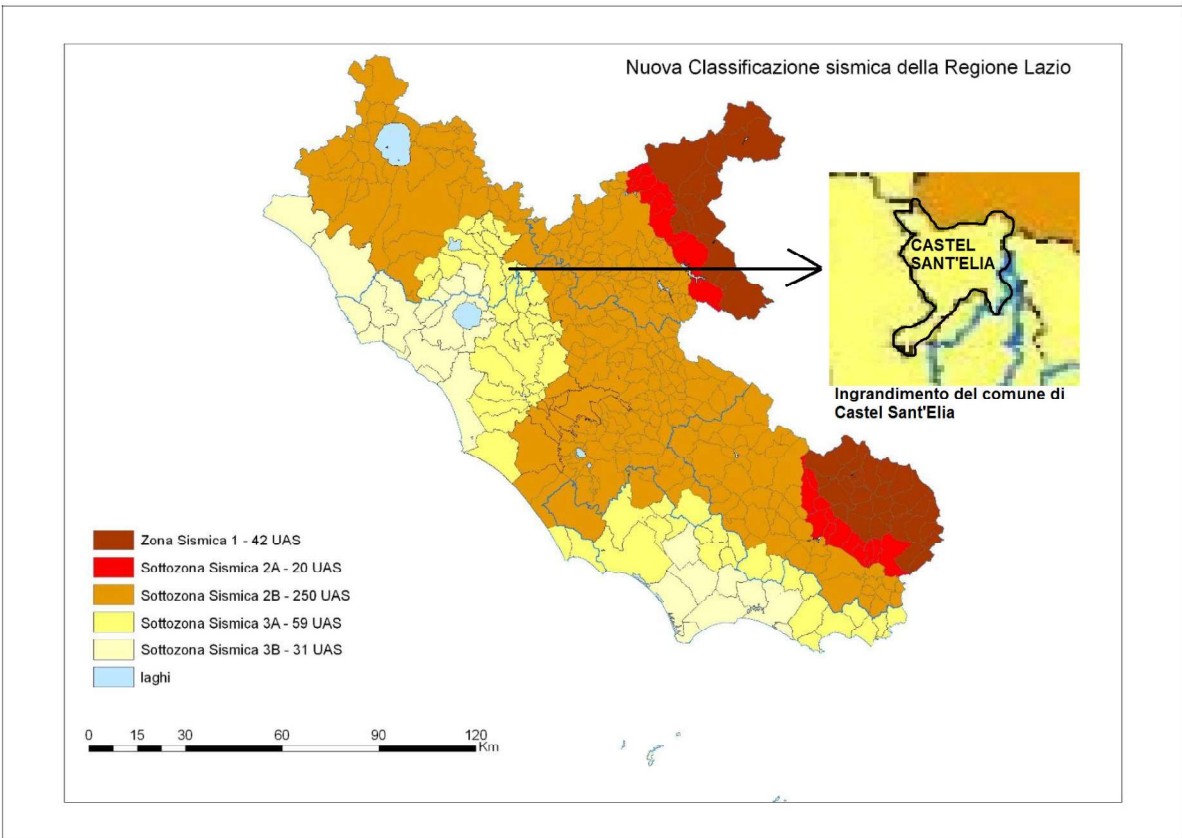 Nuova Classificazione sismica della Regione Lazio
CASTEL
SANT'ELIA
Ingrandimento del comune di
Castel Sant'Elia
Zona Sismica 1 - 42 UAS
Sottozona Sismica 2A - 20 UAS
Sottozona Sismica 2B - 250 UAS
Sottozona Sismica 3A - 59 UAS
Sottozona Sismica 3B - 31 UAS
laghi
0 15 30 60 90 120
Km